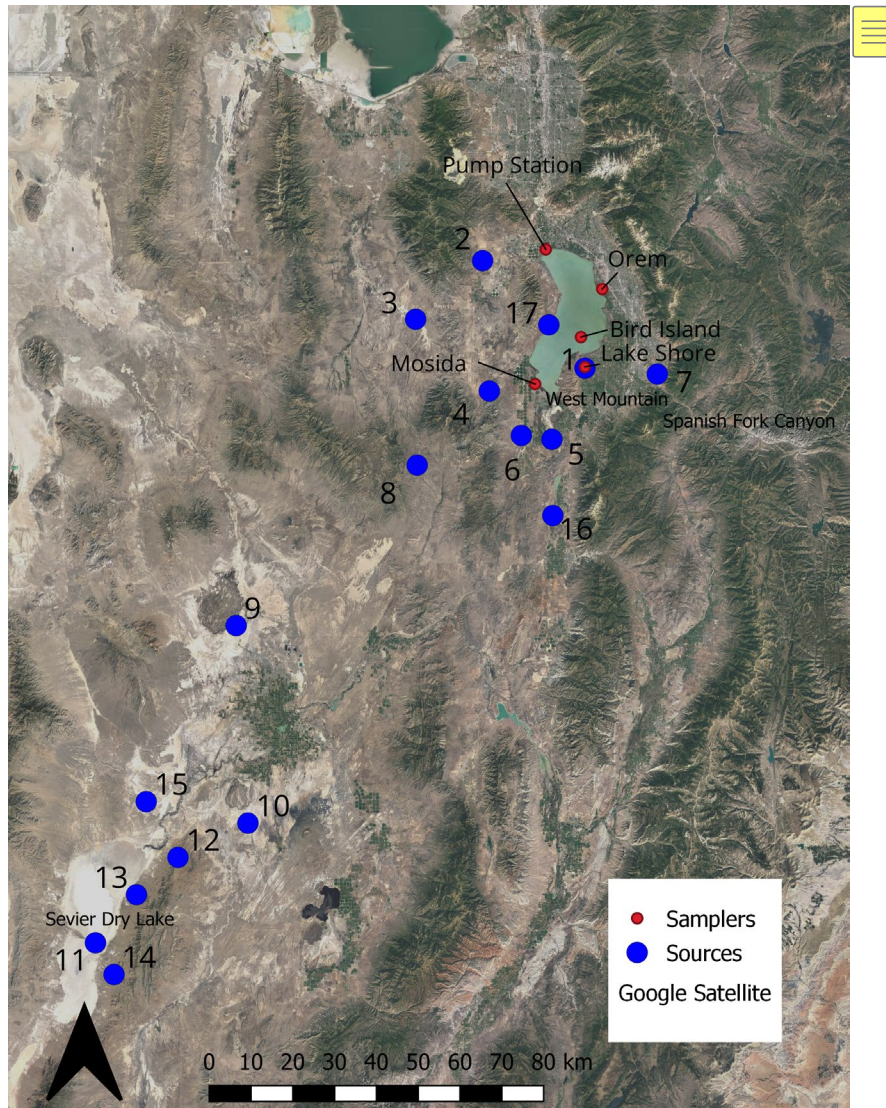 Pump Station
2
Orem
3
17
Bird Island
Mosida
1
Lake Shore
7
4
West Mountain
Spanish Fork Canyon
6
5
8
16
9
15
10
12
13
Sevier Dry Lake
11
14
Samplers
Sources
Google Satellite
0 10 20 30 40 50 60 70 80 km